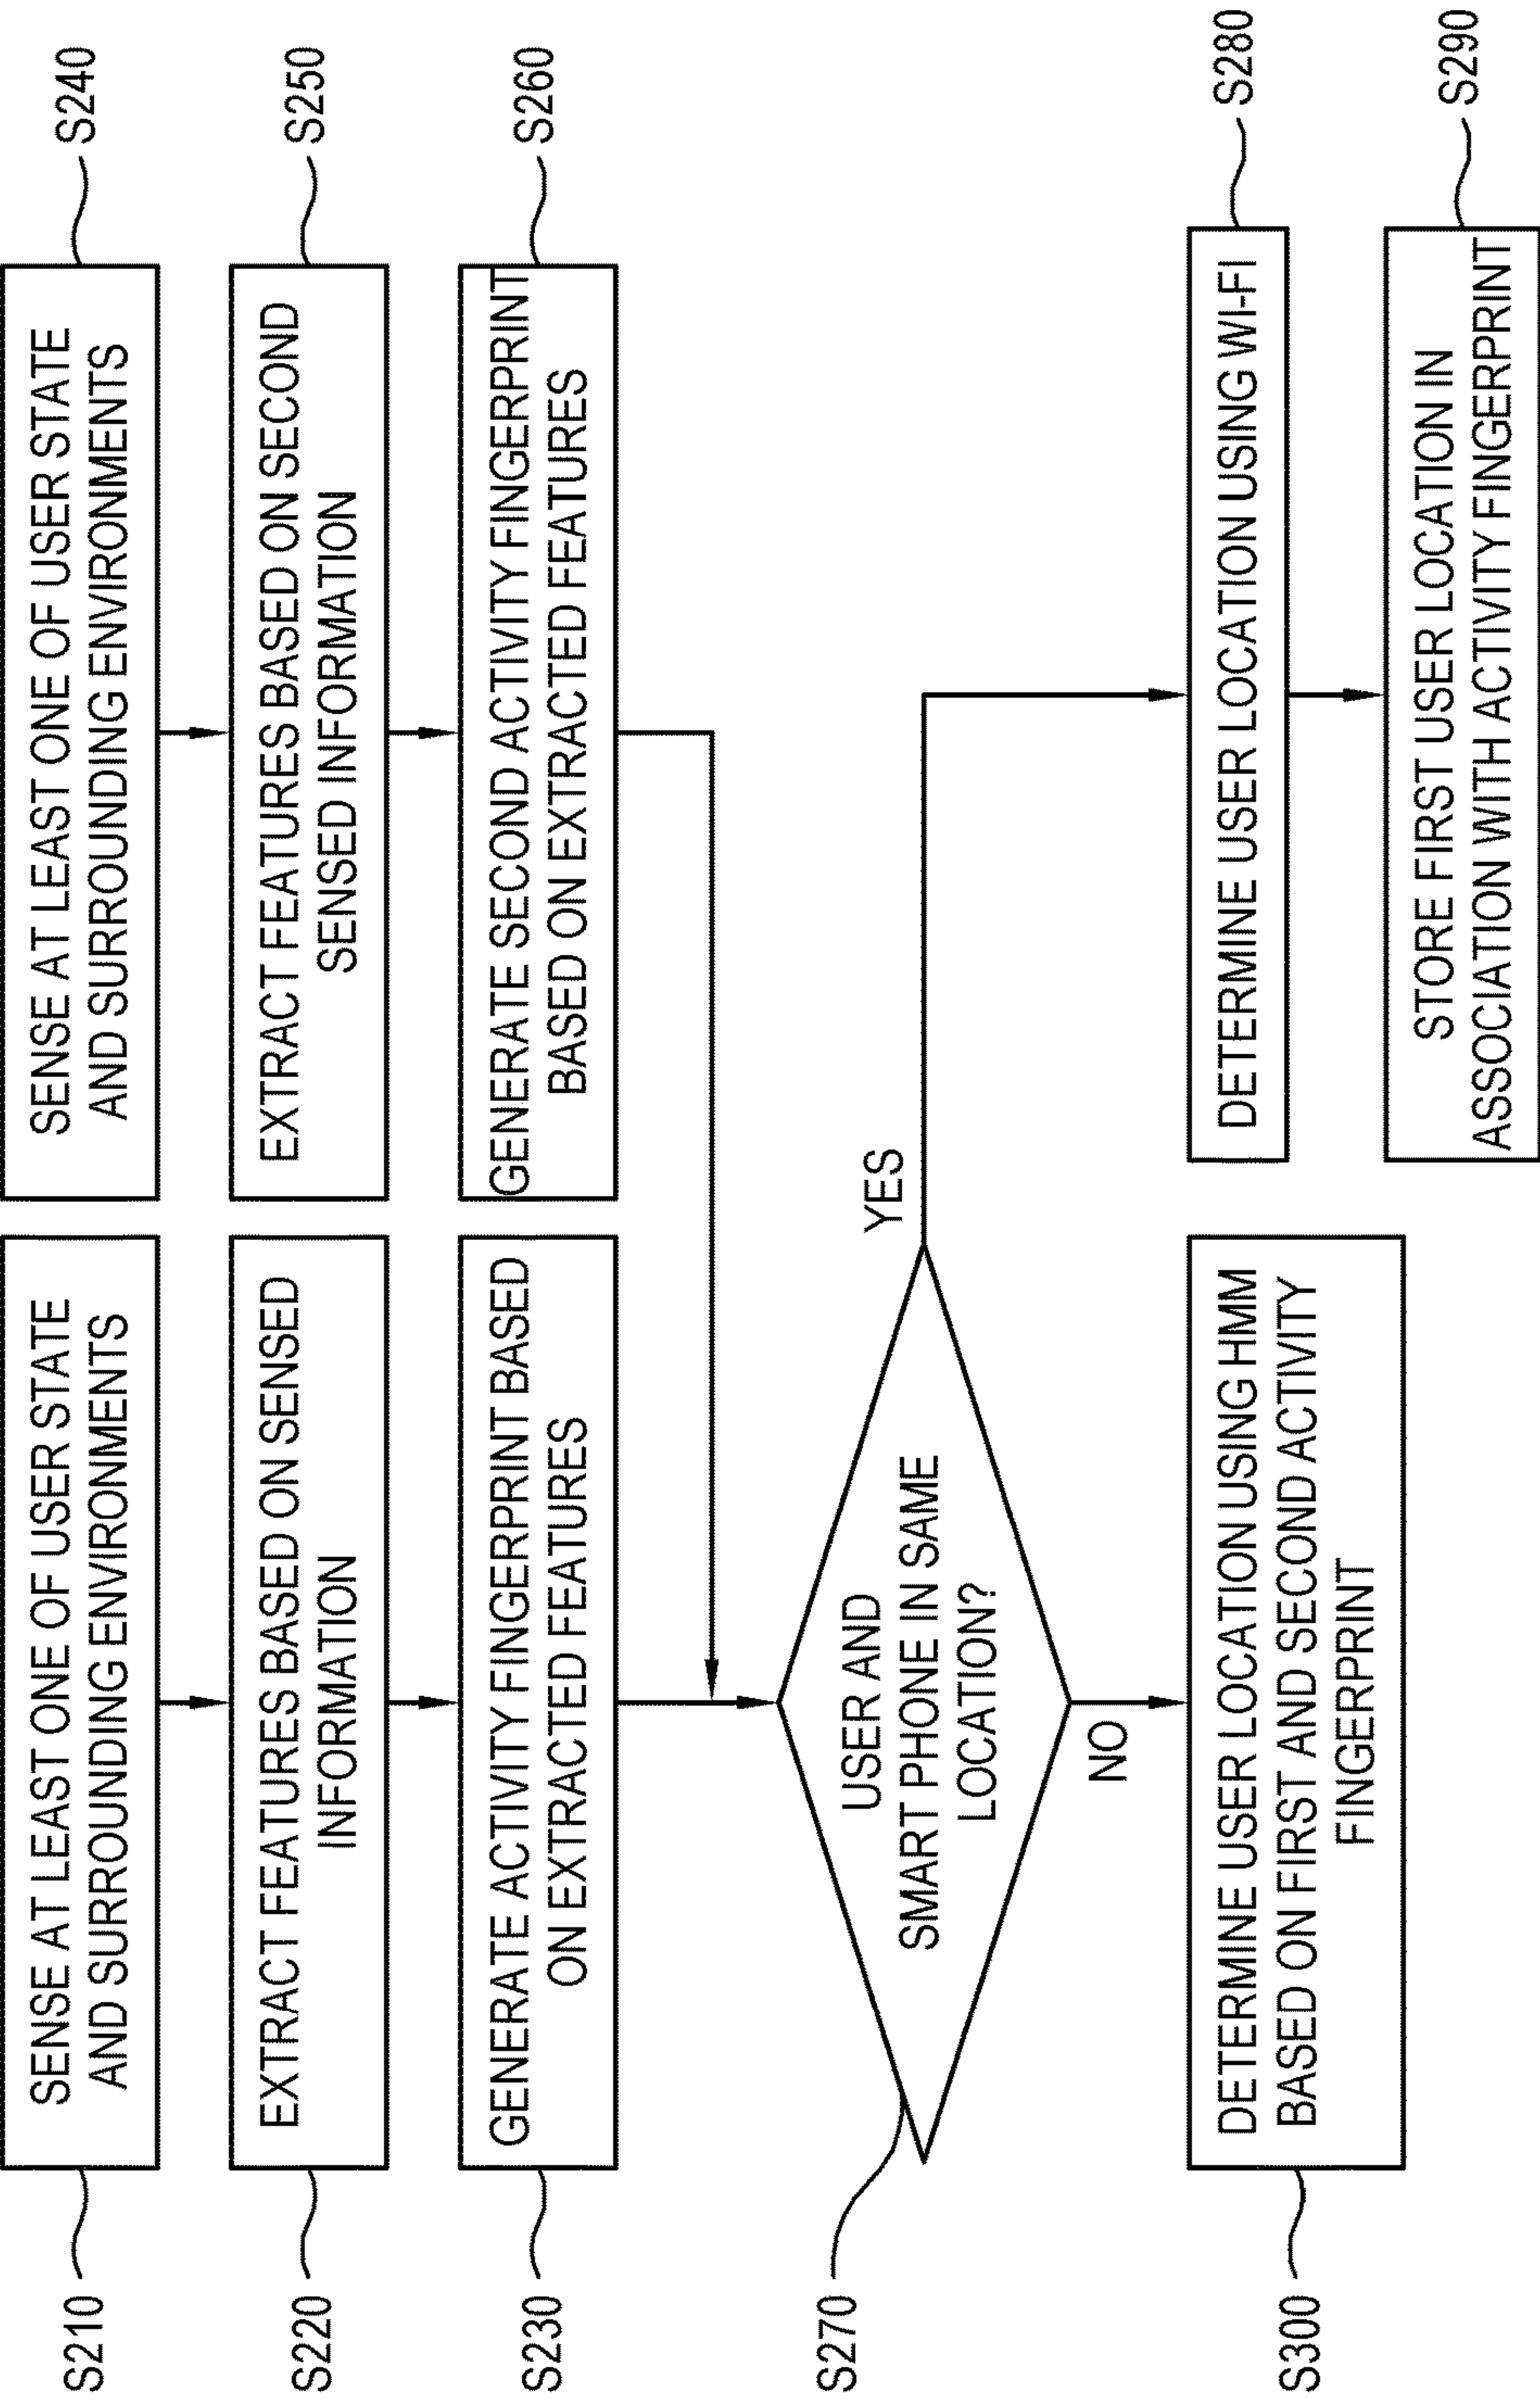 S210
SENSE AT LEAST ONE OF USER STATE
AND SURROUNDING ENVIRONMENTS
S220
EXTRACT FEATURES BASED ON SENSED
INFORMATION
S230
GENERATE ACTIVITY FINGERPRINT BASED
ON EXTRACTED FEATURES
SENSE AT LEAST ONE OF USER STATE
AND SURROUNDING ENVIRONMENTS
S240
EXTRACT FEATURES BASED ON SECOND
SENSED INFORMATION
S250
GENERATE SECOND ACTIVITY FINGERPRINT
BASED ON EXTRACTED FEATURES
S260
S270
USER AND
SMART PHONE IN SAME
LOCATION?
YES
NO
DETERMINE USER LOCATION USING WI-FI
S280
STORE FIRST USER LOCATION IN
ASSOCIATION WITH ACTIVITY FINGERPRINT
S290
S300
DETERMINE USER LOCATION USING HMM
BASED ON FIRST AND SECOND ACTIVITY
FINGERPRINT